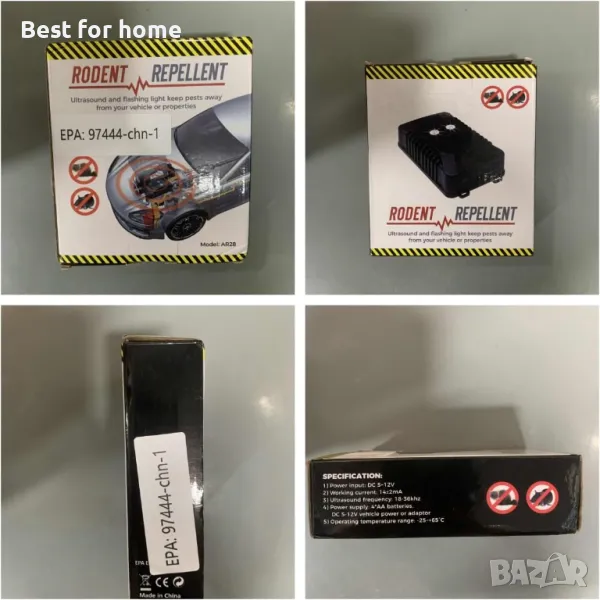 Best for home
RODENT REPELLENT
Ultrasound and flashing light keep pests away
from your vehicle or properties
EPA: 97444-chn-1
Model: AR28
RODENT REPELLENT
Ultrasound and flashing light keep pests away
from your vehicle or properties
EPA: 97444-chn-1
EPA E
CE
Made in China
SPECIFICATION:
1) Power input: DC 5-12V
2) Working current: 14±2mA
3) Ultrasound frequency: 18-38khz
4) Power supply: 4*AA batteries.
DC 5-12V vehicle power or adaptor
5) Operating temperature range: -25~+65℃
BAZAR